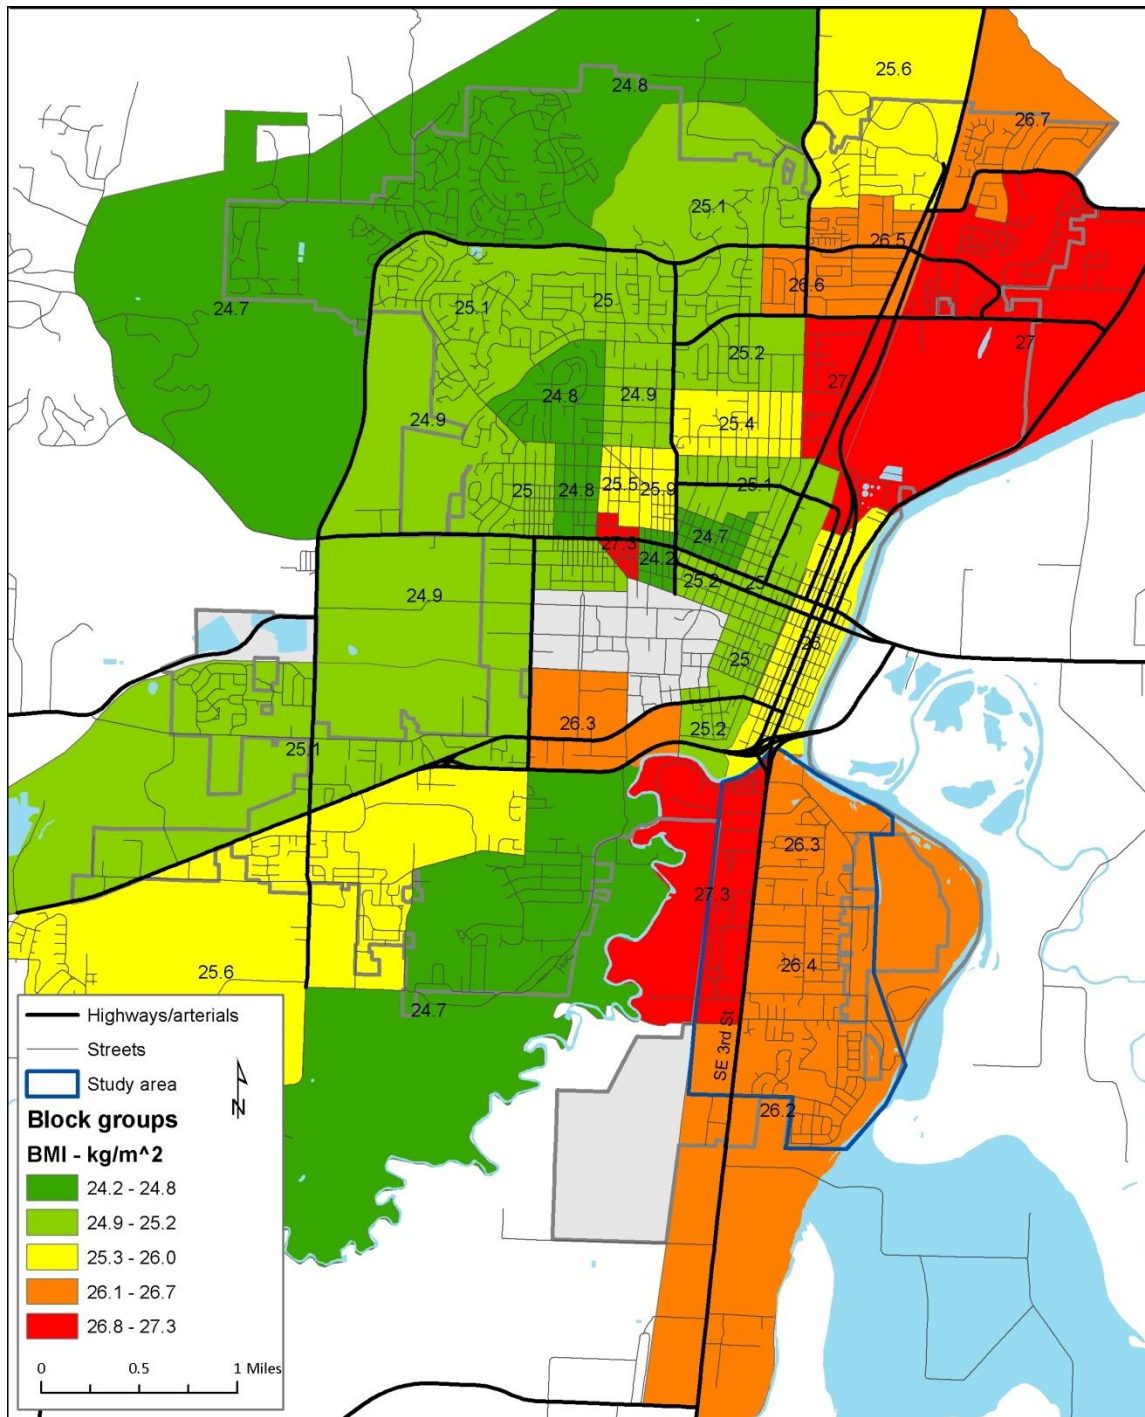 25.6
24.8
26.7
25.1
26.5
26.6
24.7
25.1
25
27
25.2
27
24.8
24.9
24.9
25.4
25
24.8
25.5
25.9
25.1
24.7
27.3
24.2
25.2
25
24.9
26
25
26.3
25.2
25.1
26.3
27.3
26.4
25.6
24.7
SE 3rd St
26.2
Highways/arterials
Streets
Study area
N
Block groups
BMI - kg/m^2
24.2 - 24.8
24.9 - 25.2
25.3 - 26.0
26.1 - 26.7
26.8 - 27.3
0 0.5 1 Miles